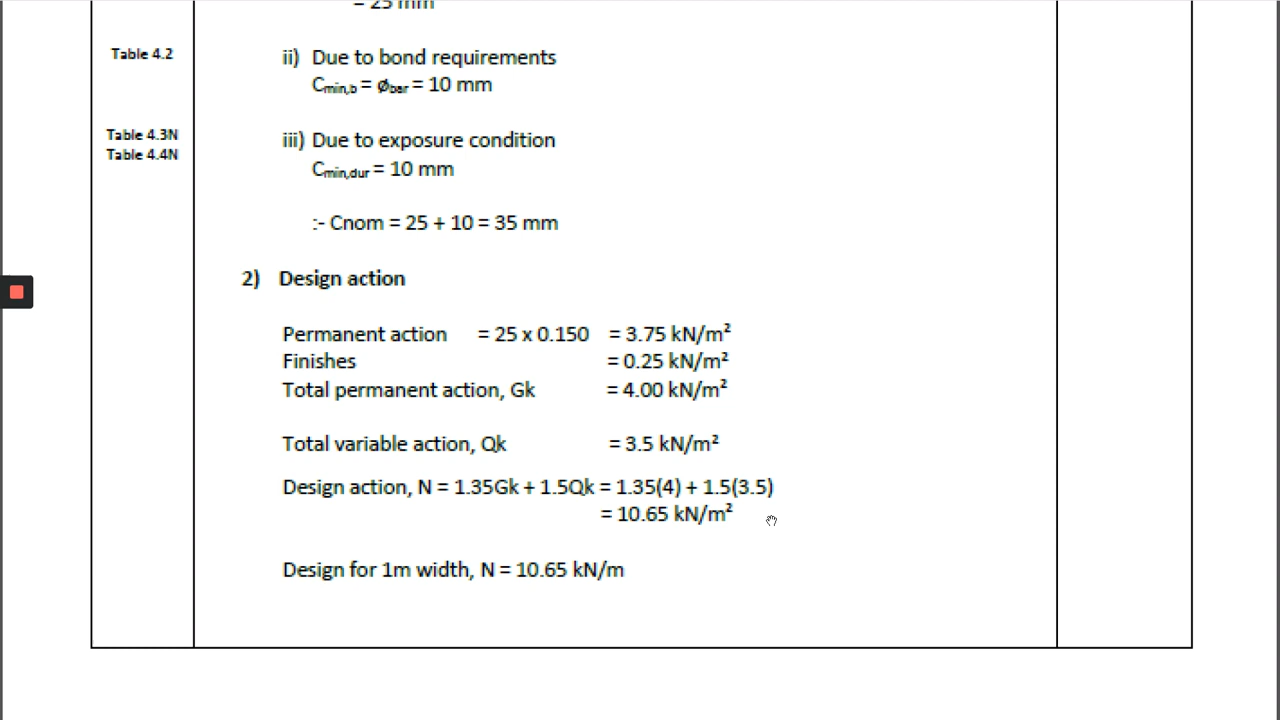 = 25 mm
Table 4.2
ii) Due to bond requirements
Cmin,b = øbar = 10 mm
Table 4.3N
Table 4.4N
iii) Due to exposure condition
Cmin,dur = 10 mm
:- Cnom = 25 + 10 = 35 mm
2) Design action
Permanent action = 25 x 0.150 = 3.75 kN/m²
Finishes = 0.25 kN/m²
Total permanent action, Gk = 4.00 kN/m²
Total variable action, Qk = 3.5 kN/m²
Design action, N = 1.35Gk + 1.5Qk = 1.35(4) + 1.5(3.5)
= 10.65 kN/m²
Design for 1m width, N = 10.65 kN/m